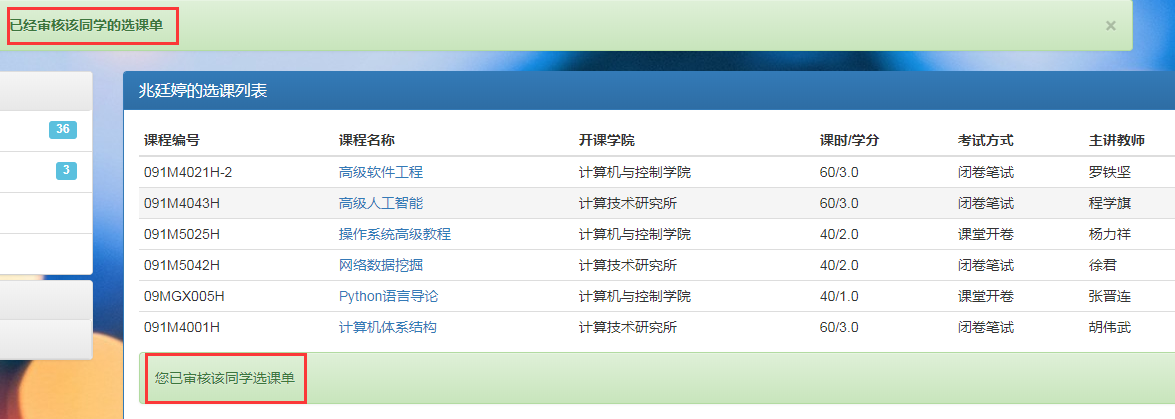 已经审核该同学的选课单 ×
36
3
兆廷婷的选课列表
课程编号 课程名称 开课学院 课时/学分 考试方式 主讲教师
091M4021H-2 高级软件工程 计算机与控制学院 60/3.0 闭卷笔试 罗铁坚
091M4043H 高级人工智能 计算技术研究所 60/3.0 闭卷笔试 程学旗
091M5025H 操作系统高级教程 计算机与控制学院 40/2.0 课堂开卷 杨力祥
091M5042H 网络数据挖掘 计算技术研究所 40/2.0 闭卷笔试 徐君
09MGX005H Python语言导论 计算机与控制学院 40/1.0 课堂开卷 张晋连
091M4001H 计算机体系结构 计算技术研究所 60/3.0 闭卷笔试 胡伟武
您已审核该同学选课单